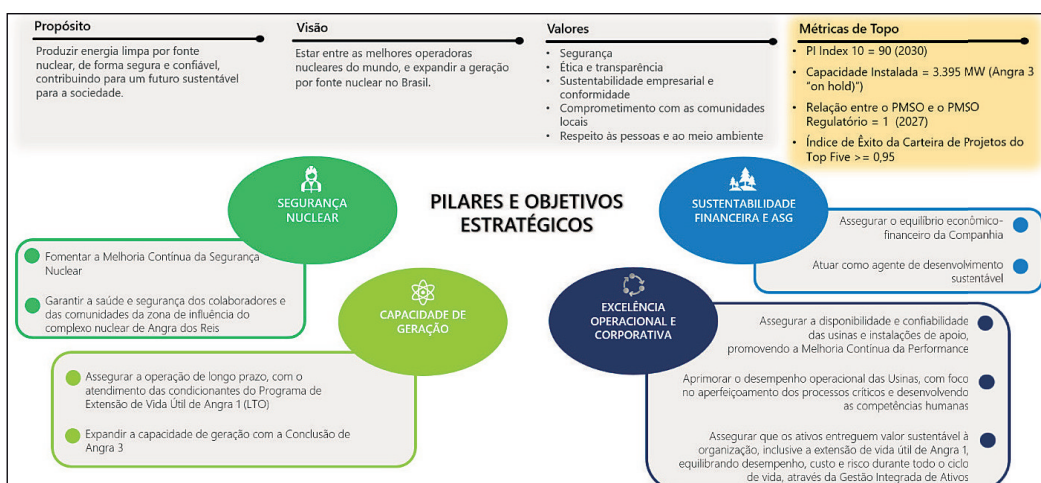 Propósito
Produzir energia limpa por fonte
nuclear, de forma segura e confiável,
contribuindo para um futuro sustentável
para a sociedade.
Visão
Estar entre as melhores operadoras
nucleares do mundo, e expandir a geração
por fonte nuclear no Brasil.
Valores
• Segurança
• Ética e transparência
• Sustentabilidade empresarial e
conformidade
• Comprometimento com as comunidades
locais
• Respeito às pessoas e ao meio ambiente
Métricas de Topo
• PI Index 10 = 90 (2030)
• Capacidade Instalada = 3.395 MW (Angra 3
"on hold)")
• Relação entre o PMSO e o PMSO
Regulatório = 1 (2027)
• Índice de Êxito da Carteira de Projetos do
Top Five >= 0,95
PILARES E OBJETIVOS
ESTRATÉGICOS
SEGURANÇA
NUCLEAR
Fomentar a Melhoria Contínua da Segurança
Nuclear
Garantir a saúde e segurança dos colaboradores e
das comunidades da zona de influência do
complexo nuclear de Angra dos Reis
CAPACIDADE DE
GERAÇÃO
Assegurar a operação de longo prazo, com o
atendimento das condicionantes do Programa de
Extensão de Vida Útil de Angra 1 (LTO)
Expandir a capacidade de geração com a Conclusão de
Angra 3
SUSTENTABILIDADE
FINANCEIRA E ASG
Assegurar o equilíbrio econômico-
financeiro da Companhia
Atuar como agente de desenvolvimento
sustentável
EXCELÊNCIA
OPERACIONAL E
CORPORATIVA
Assegurar a disponibilidade e confiabilidade
das usinas e instalações de apoio,
promovendo a Melhoria Contínua da Performance
Aprimorar o desempenho operacional das Usinas, com foco
no aperfeiçoamento dos processos críticos e desenvolvendo
as competências humanas
Assegurar que os ativos entreguem valor sustentável à
organização, inclusive a extensão de vida útil de Angra 1,
equilibrando desempenho, custo e risco durante todo o ciclo
de vida, através da Gestão Integrada de Ativos